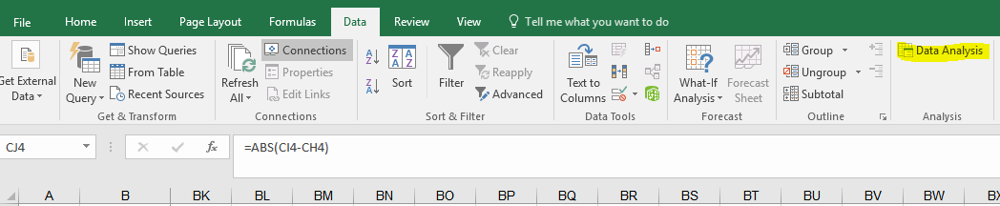 File Home Insert Page Layout Formulas Data Review View Tell me what you want to do
Get External Data
New Query
Show Queries
From Table
Recent Sources
Get & Transform
Refresh All
Connections
Properties
Edit Links
Connections
A Z
Z A
Z A A Z
Sort
Filter
Clear
Reapply
Advanced
Sort & Filter
Text to Columns
Data Tools
What-If Analysis
Forecast Sheet
Forecast
Group
Ungroup
Subtotal
Outline
Data Analysis
Analysis
CJ4 fx =ABS(CI4-CH4)
A B BK BL BM BN BO BP BQ BR BS BT BU BV BW BX